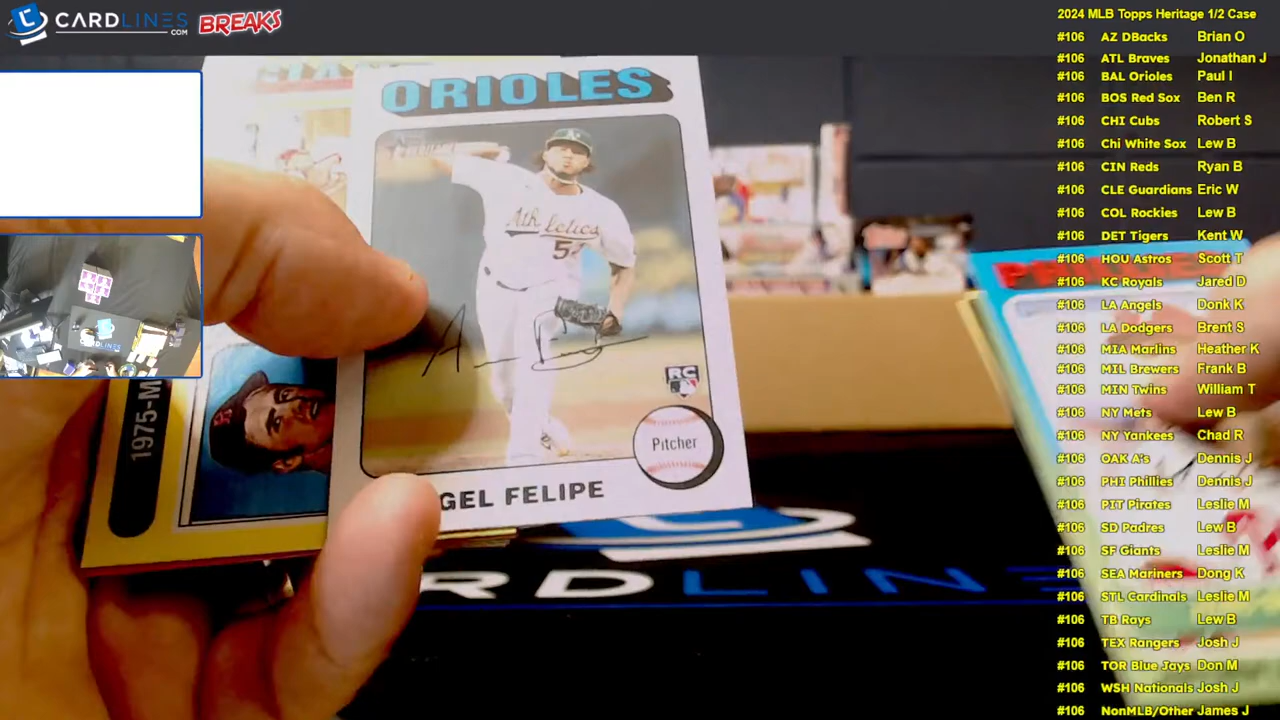 CARDLINES
.COM
BREAKS
ORIOLES
HERITAGE
Athletics
Pitcher
RC
GEL FELIPE
1975-M
PHILLIES
CARDLINE
2024 MLB Topps Heritage 1/2 Case
#106 AZ DBacks Brian O
#106 ATL Braves Jonathan J
#106 BAL Orioles Paul I
#106 BOS Red Sox Ben R
#106 CHI Cubs Robert S
#106 Chi White Sox Lew B
#106 CIN Reds Ryan B
#106 CLE Guardians Eric W
#106 COL Rockies Lew B
#106 DET Tigers Kent W
#106 HOU Astros Scott T
#106 KC Royals Jared D
#106 LA Angels Donk K
#106 LA Dodgers Brent S
#106 MIA Marlins Heather K
#106 MIL Brewers Frank B
#106 MIN Twins William T
#106 NY Mets Lew B
#106 NY Yankees Chad R
#106 OAK A's Dennis J
#106 PHI Phillies Dennis J
#106 PIT Pirates Leslie M
#106 SD Padres Lew B
#106 SF Giants Leslie M
#106 SEA Mariners Dong K
#106 STL Cardinals Leslie M
#106 TB Rays Lew B
#106 TEX Rangers Josh J
#106 TOR Blue Jays Don M
#106 WSH Nationals Josh J
#106 NonMLB/Other James J